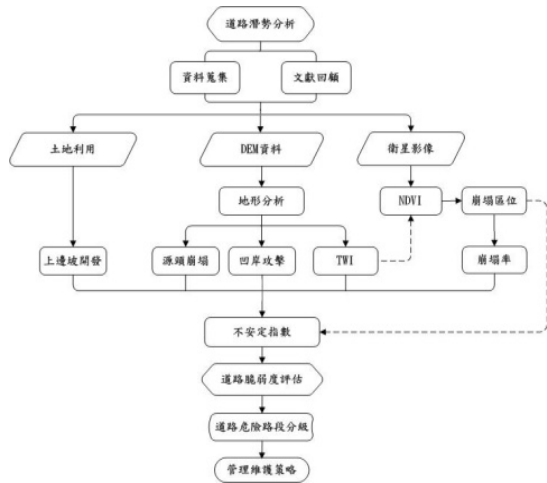 道路潛勢分析
資料蒐集
文獻回顧
土地利用
DEM資料
衛星影像
地形分析
NDVI
崩塌區位
上邊坡開發
源頭崩塌
凹岸攻擊
TWI
崩塌率
不安定指數
道路脆弱度評估
道路危險路段分級
管理維護策略